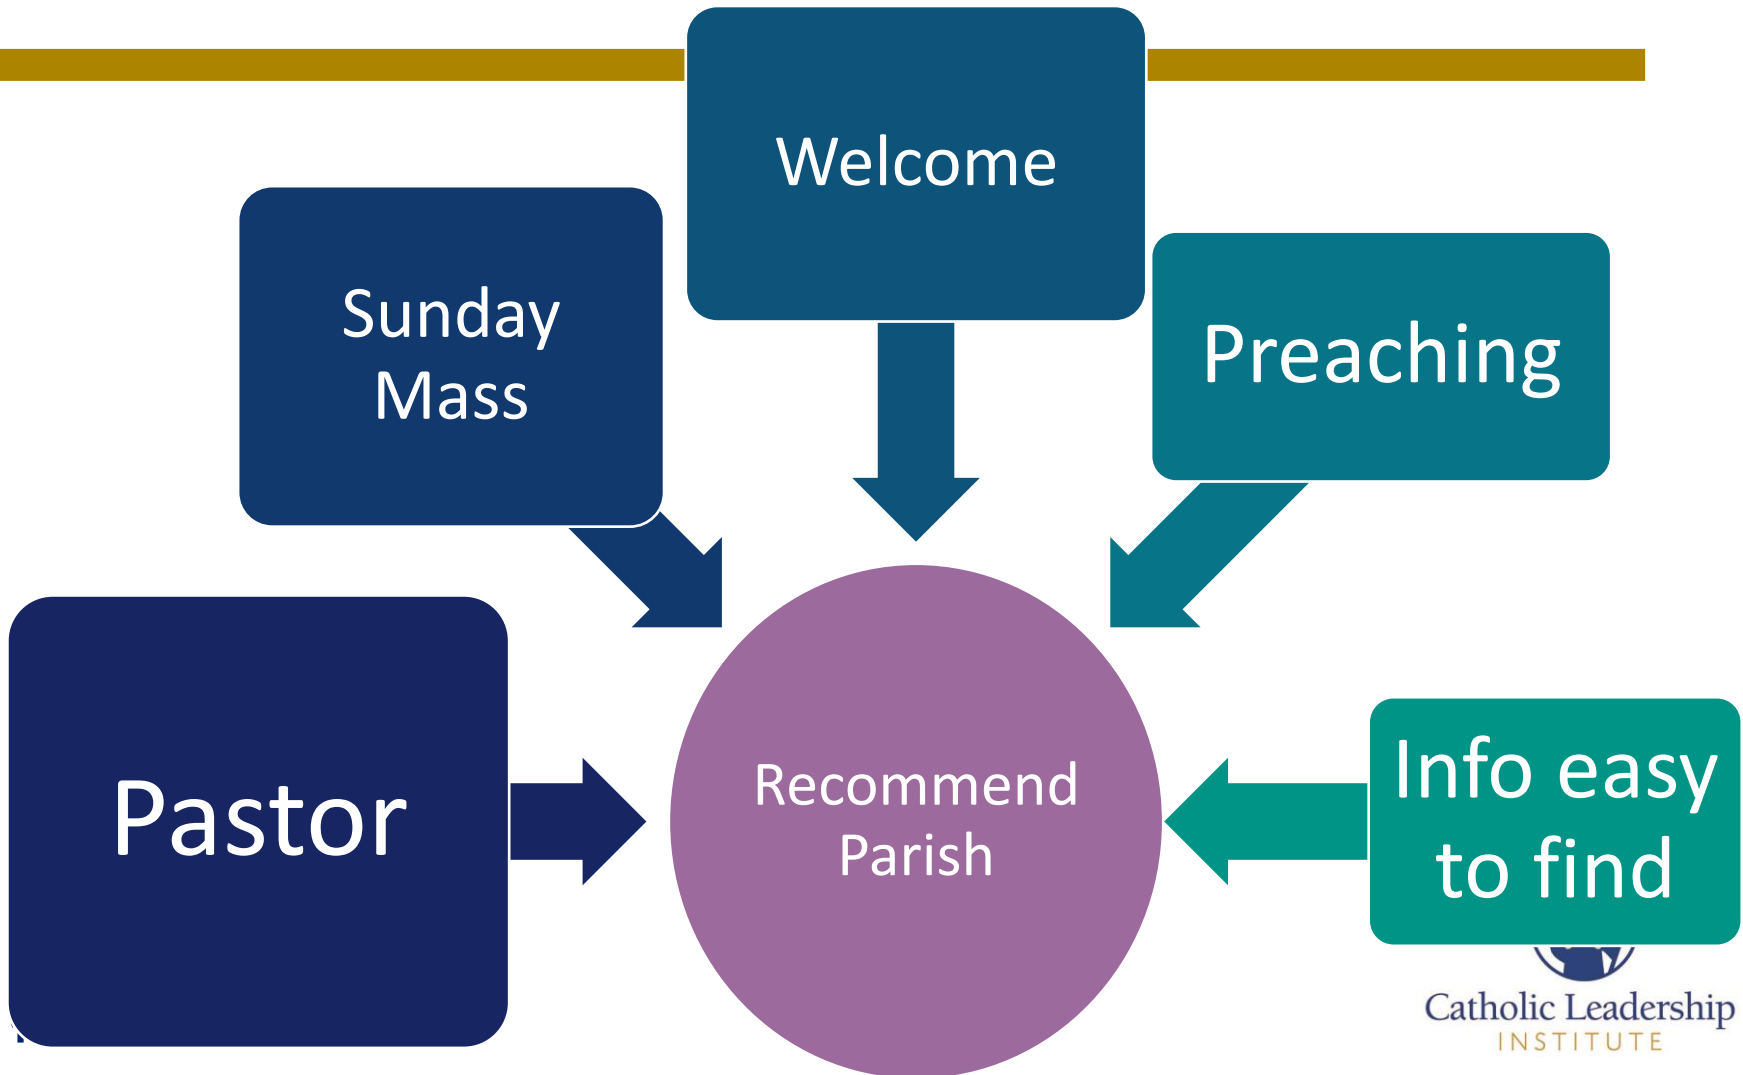 Welcome
Sunday
Mass
Preaching
Pastor
Recommend
Parish
Info easy
to find
Catholic Leadership
INSTITUTE